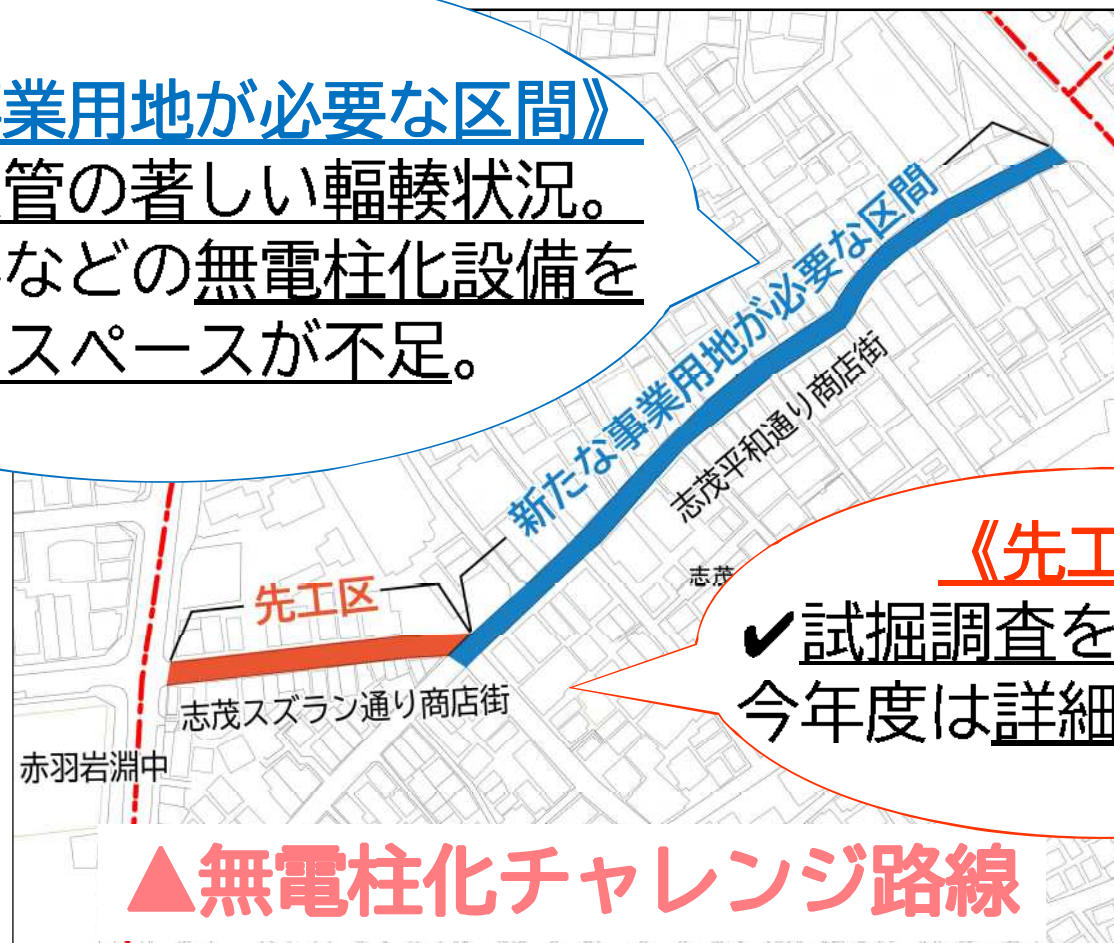 業用地が必要な区間》
管の著しい輻輳状況。
などの無電柱化設備を
スペースが不足。
新たな事業用地が必要な区間
志茂平和通り商店街
志茂
先工区
志茂スズラン通り商店街
赤羽岩淵中
《先工
✔試掘調査を
今年度は詳細
▲無電柱化チャレンジ路線